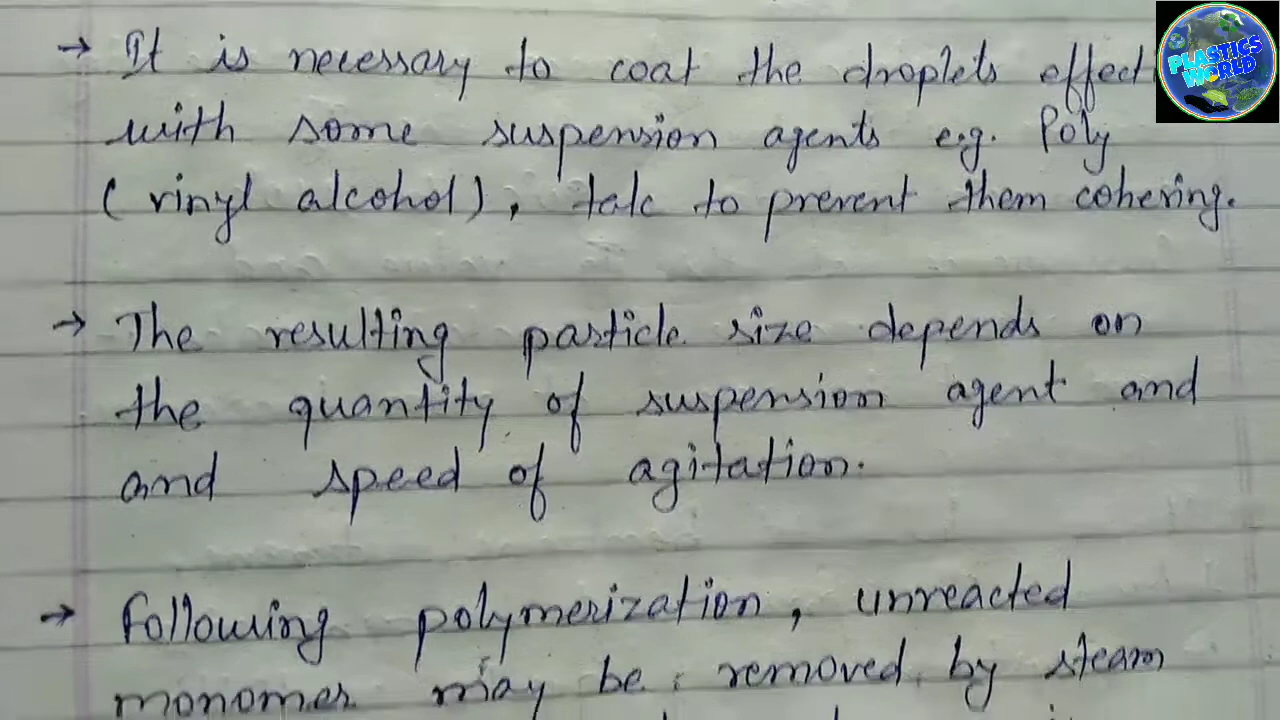 → It is necessary to coat the droplets effect
with some suspension agents e.g. Poly
(vinyl alcohol), talc to prevent them cohering.
→ The resulting particle size depends on
the quantity of suspension agent and
and speed of agitation.
→ Following polymerization, unreacted
monomer may be removed by steam
PLASTICS
WORLD